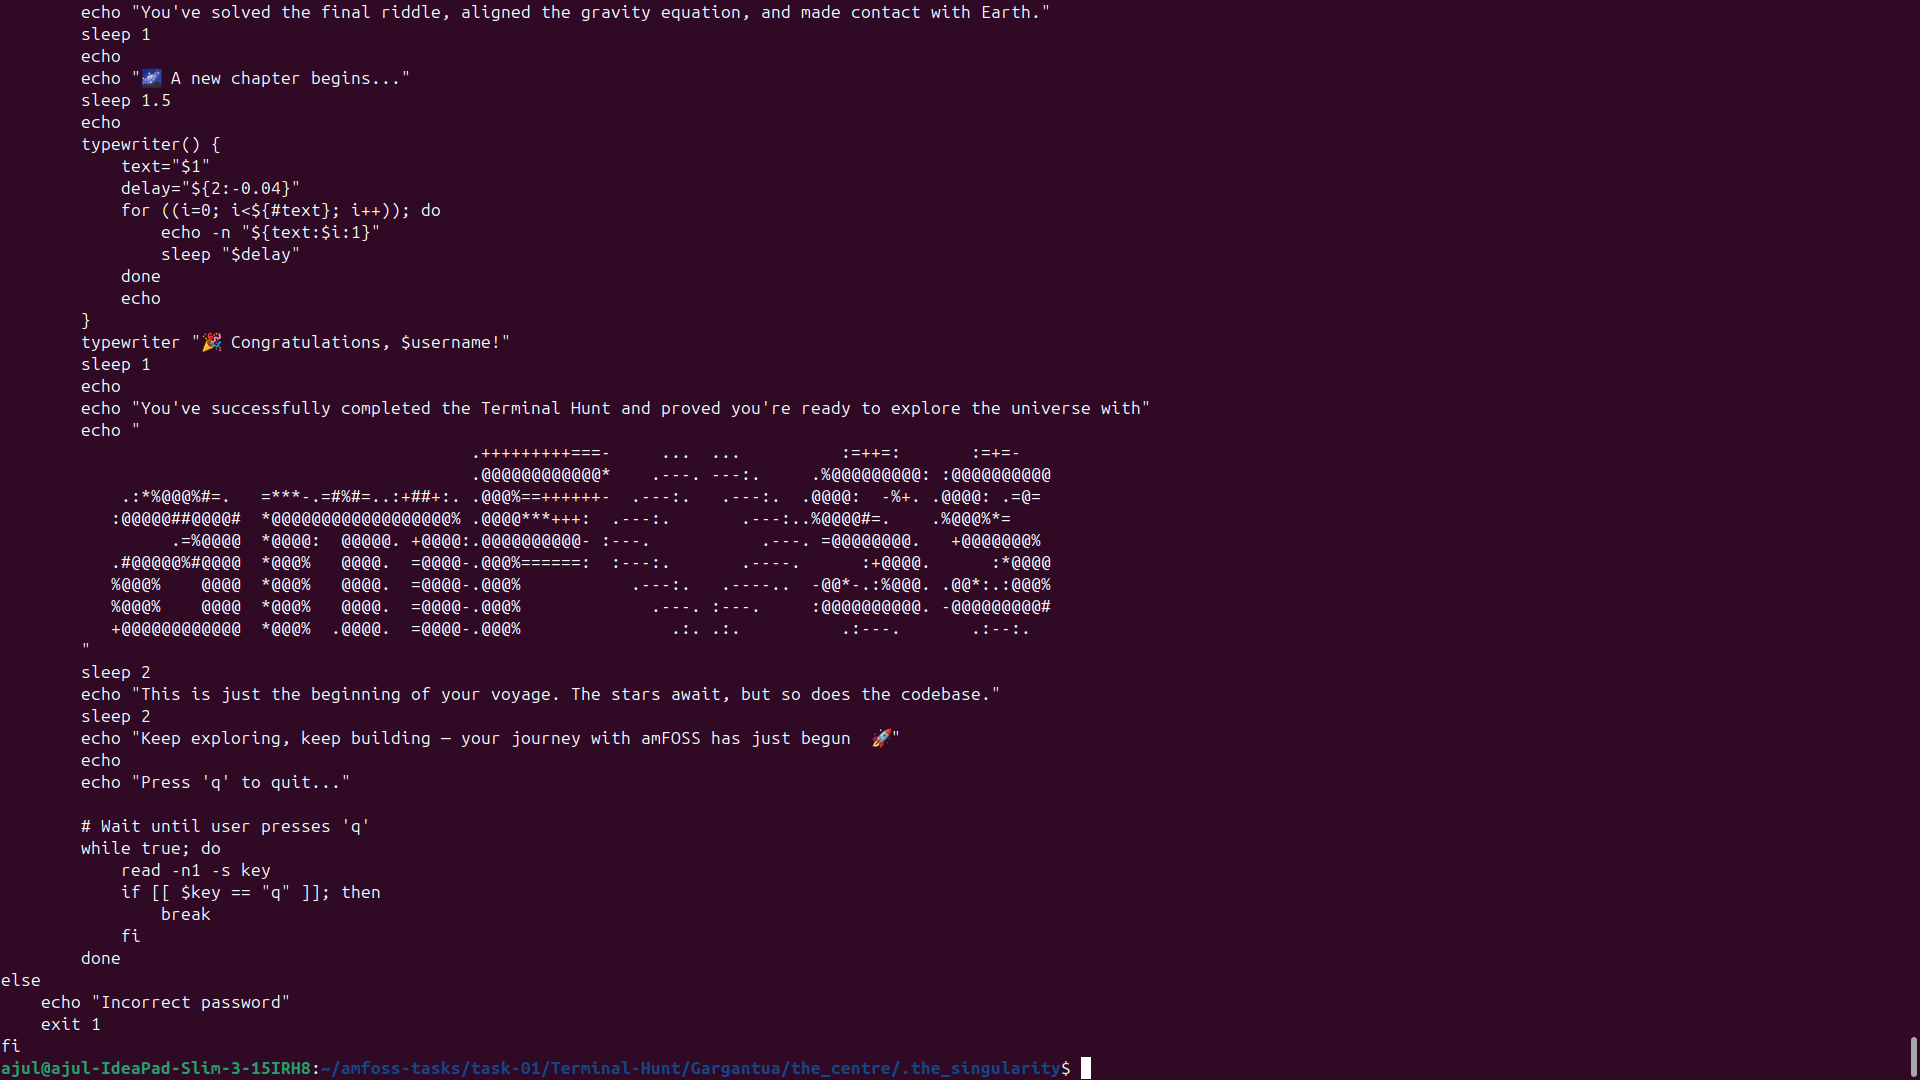 echo "You've solved the final riddle, aligned the gravity equation, and made contact with Earth."
        sleep 1
        echo
        echo "🌌 A new chapter begins..."
        sleep 1.5
        echo
        typewriter() {
            text="$1"
            delay="${2:-0.04}"
            for ((i=0; i<${#text}; i++)); do
                echo -n "${text:$i:1}"
                sleep "$delay"
            done
            echo
        }
        typewriter "🎉 Congratulations, $username!"
        sleep 1
        echo
        echo "You've successfully completed the Terminal Hunt and proved you're ready to explore the universe with"
        echo "
                                               .+++++++++===-     ...  ...          :=++=:       :=+=-
                                               .@@@@@@@@@@@@*    .---. ---:.     .%@@@@@@@@@: :@@@@@@@@@@
            .:*%@@@%#=.   =***-.=#%#=..:+##+:. .@@@%==++++++-  .---:.   .---:.  .@@@@:  -%+. .@@@@: .=@=
           :@@@@@##@@@@#  *@@@@@@@@@@@@@@@@@@% .@@@@***+++:  .---:.       .---:..%@@@@#=.    .%@@@%*=
                 .=%@@@@  *@@@@:  @@@@@. +@@@@:.@@@@@@@@@@- :---.           .---. =@@@@@@@@.   +@@@@@@@%
           .#@@@@@%#@@@@  *@@@%   @@@@.  =@@@@-.@@@%======:  :---:.       .----.      :+@@@@.      :*@@@@
           %@@@%    @@@@  *@@@%   @@@@.  =@@@@-.@@@%           .---:.   .----..  -@@*-.:%@@@. .@@*:.:@@@%
           %@@@%    @@@@  *@@@%   @@@@.  =@@@@-.@@@%             .---. :---.     :@@@@@@@@@@. -@@@@@@@@@#
           +@@@@@@@@@@@@  *@@@%  .@@@@.  =@@@@-.@@@%               .:. .:.          .:---.       .:--:.
        "
        sleep 2
        echo "This is just the beginning of your voyage. The stars await, but so does the codebase."
        sleep 2
        echo "Keep exploring, keep building — your journey with amFOSS has just begun  🚀"
        echo
        echo "Press 'q' to quit..."

        # Wait until user presses 'q'
        while true; do
            read -n1 -s key
            if [[ $key == "q" ]]; then
                break
            fi
        done
else
    echo "Incorrect password"
    exit 1
fi
ajul@ajul-IdeaPad-Slim-3-15IRH8:~/amfoss-tasks/task-01/Terminal-Hunt/Gargantua/the_centre/.the_singularity$